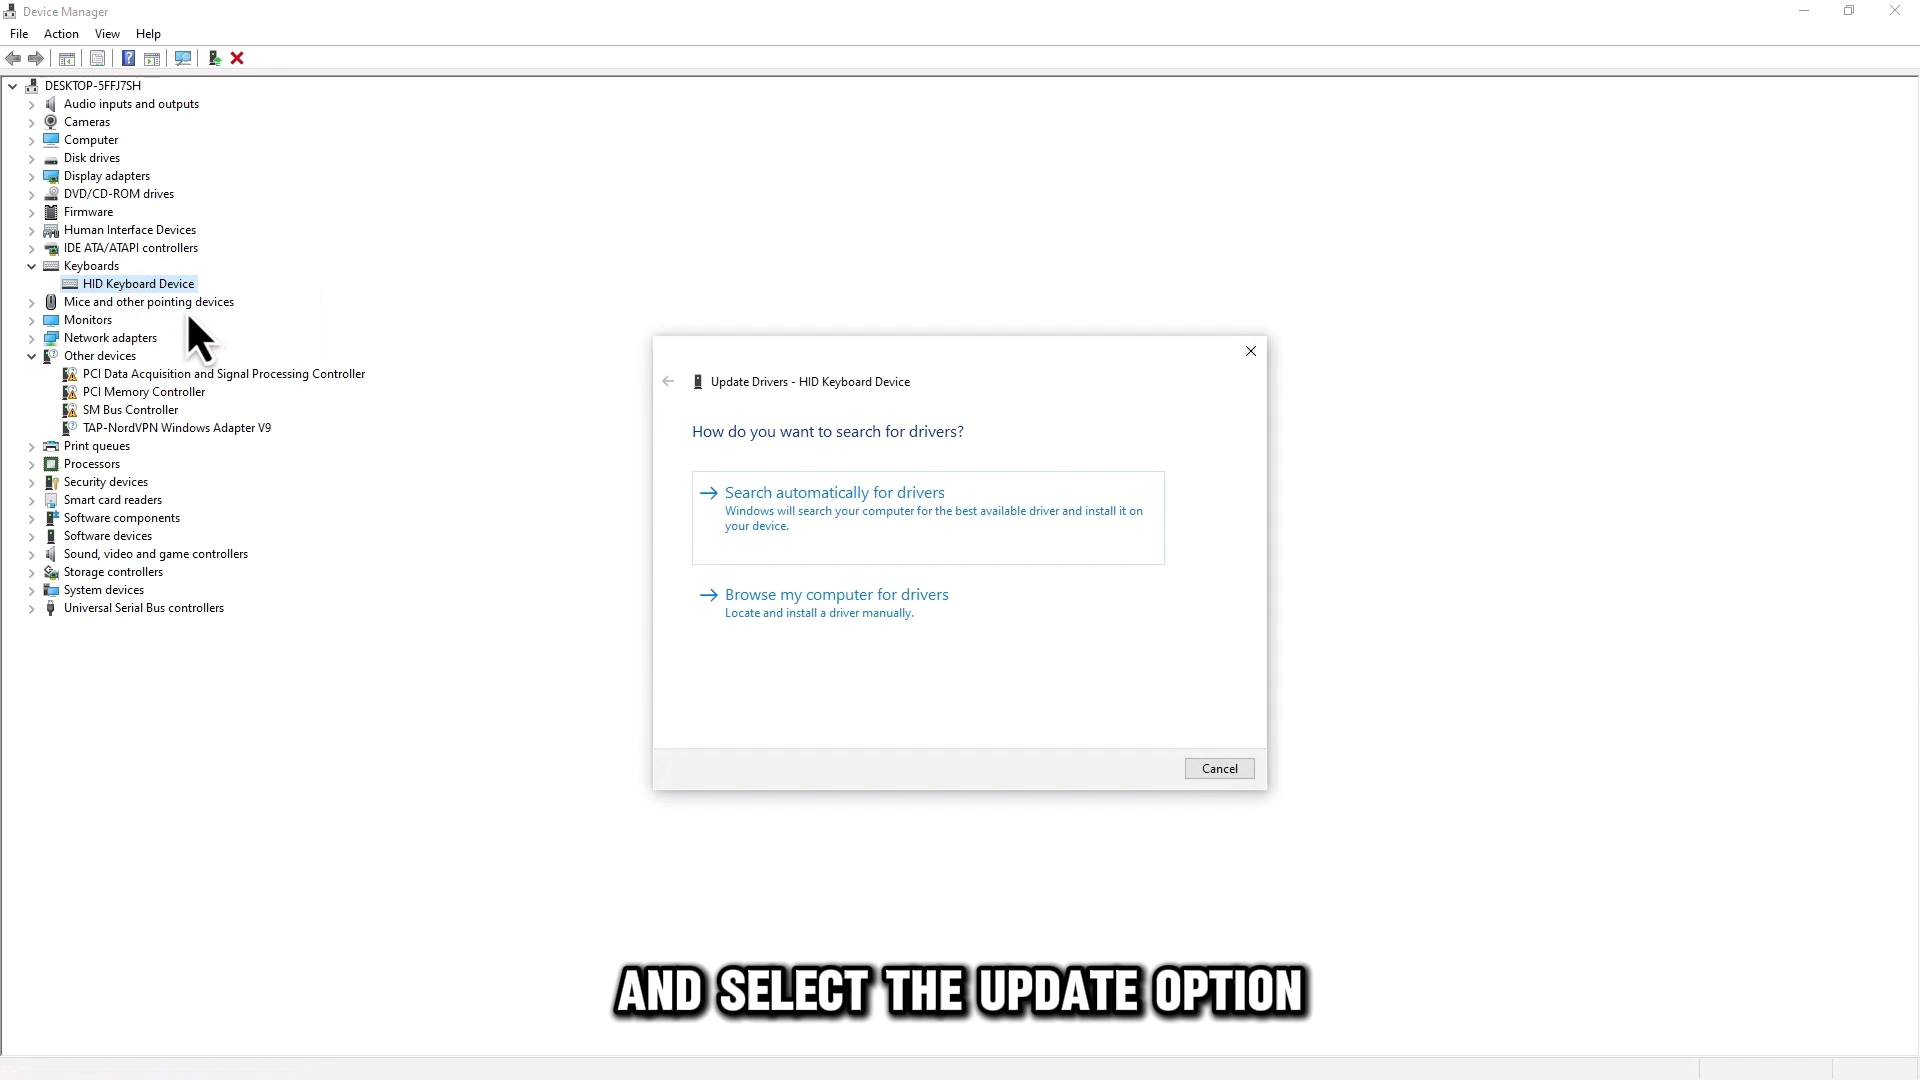 Device Manager
File Action View Help
DESKTOP-5FFJ7SH
Audio inputs and outputs
Cameras
Computer
Disk drives
Display adapters
DVD/CD-ROM drives
Firmware
Human Interface Devices
IDE ATA/ATAPI controllers
Keyboards
HID Keyboard Device
Mice and other pointing devices
Monitors
Network adapters
Other devices
PCI Data Acquisition and Signal Processing Controller
PCI Memory Controller
SM Bus Controller
TAP-NordVPN Windows Adapter V9
Print queues
Processors
Security devices
Smart card readers
Software components
Software devices
Sound, video and game controllers
Storage controllers
System devices
Universal Serial Bus controllers
Update Drivers - HID Keyboard Device
How do you want to search for drivers?
Search automatically for drivers
Windows will search your computer for the best available driver and install it on
your device.
Browse my computer for drivers
Locate and install a driver manually.
Cancel
AND SELECT THE UPDATE OPTION